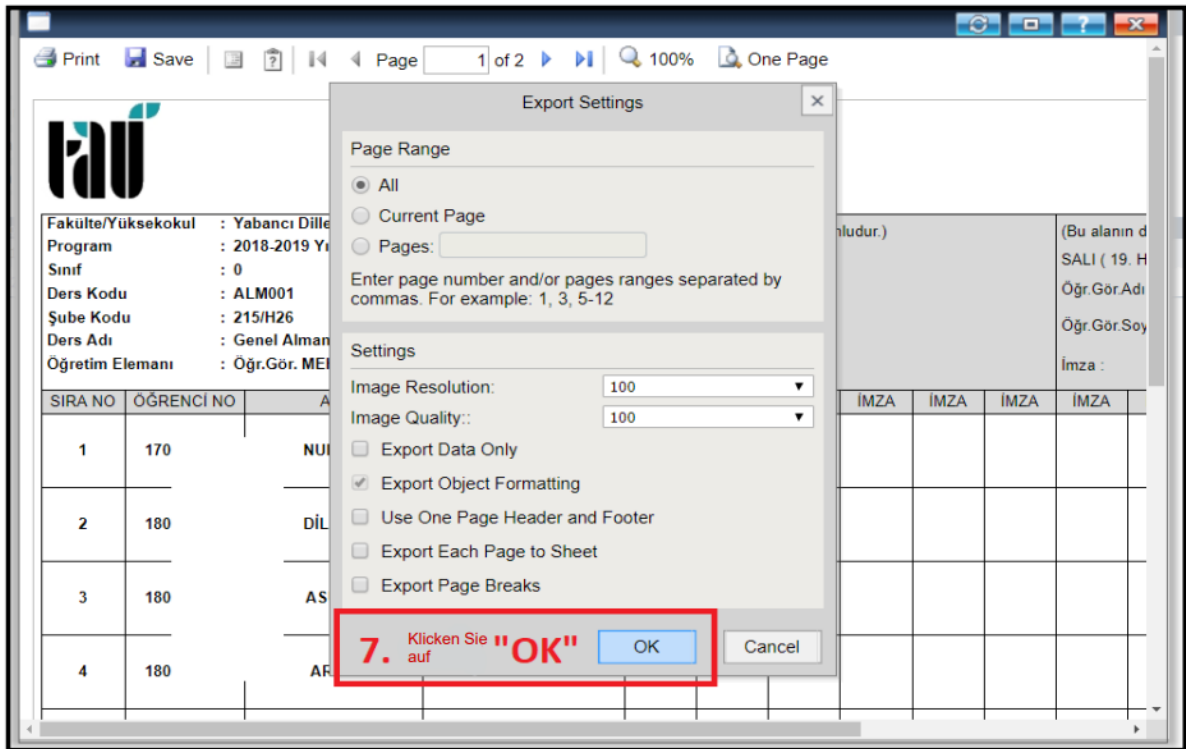 Print Save Page 1 of 2 100% One Page
Export Settings
tau
Page Range
All
Current Page
Pages:
Enter page number and/or pages ranges separated by
commas. For example: 1, 3, 5-12
Fakülte/Yüksekokul : Yabancı Dille
Program : 2018-2019 Yı
Sınıf : 0
Ders Kodu : ALM001
Şube Kodu : 215/H26
Ders Adı : Genel Alman
Öğretim Elemanı : Öğr.Gör. MEI
nludur.)
(Bu alanın d
SALI ( 19. H
Öğr.Gör.Adı
Öğr.Gör.Soy
İmza :
Settings
Image Resolution: 100
Image Quality:: 100
Export Data Only
Export Object Formatting
Use One Page Header and Footer
Export Each Page to Sheet
Export Page Breaks
SIRA NO ÖĞRENCİ NO A İMZA İMZA İMZA İMZA
1 170 NUI
2 180 DİL
3 180 AS
4 180 AR
7. Klicken Sie auf "OK" OK Cancel